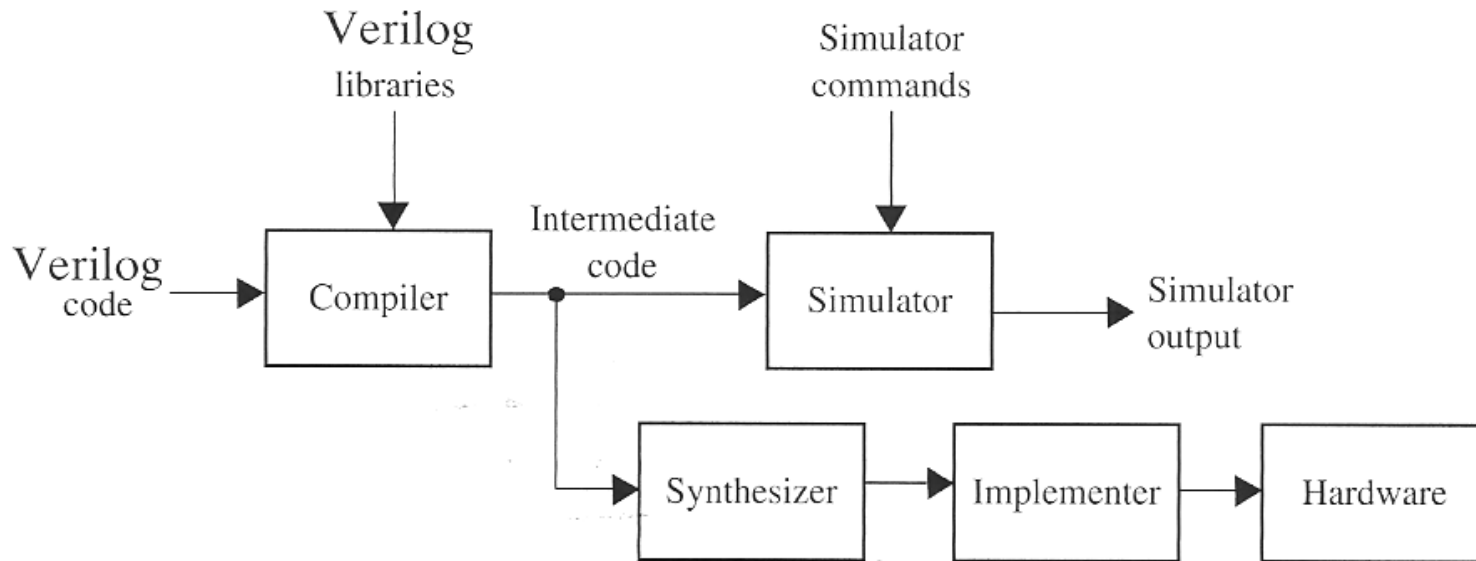 Verilog
libraries
Simulator
commands
Verilog
code
Compiler
Intermediate
code
Simulator
Simulator
output
Synthesizer
Implementer
Hardware